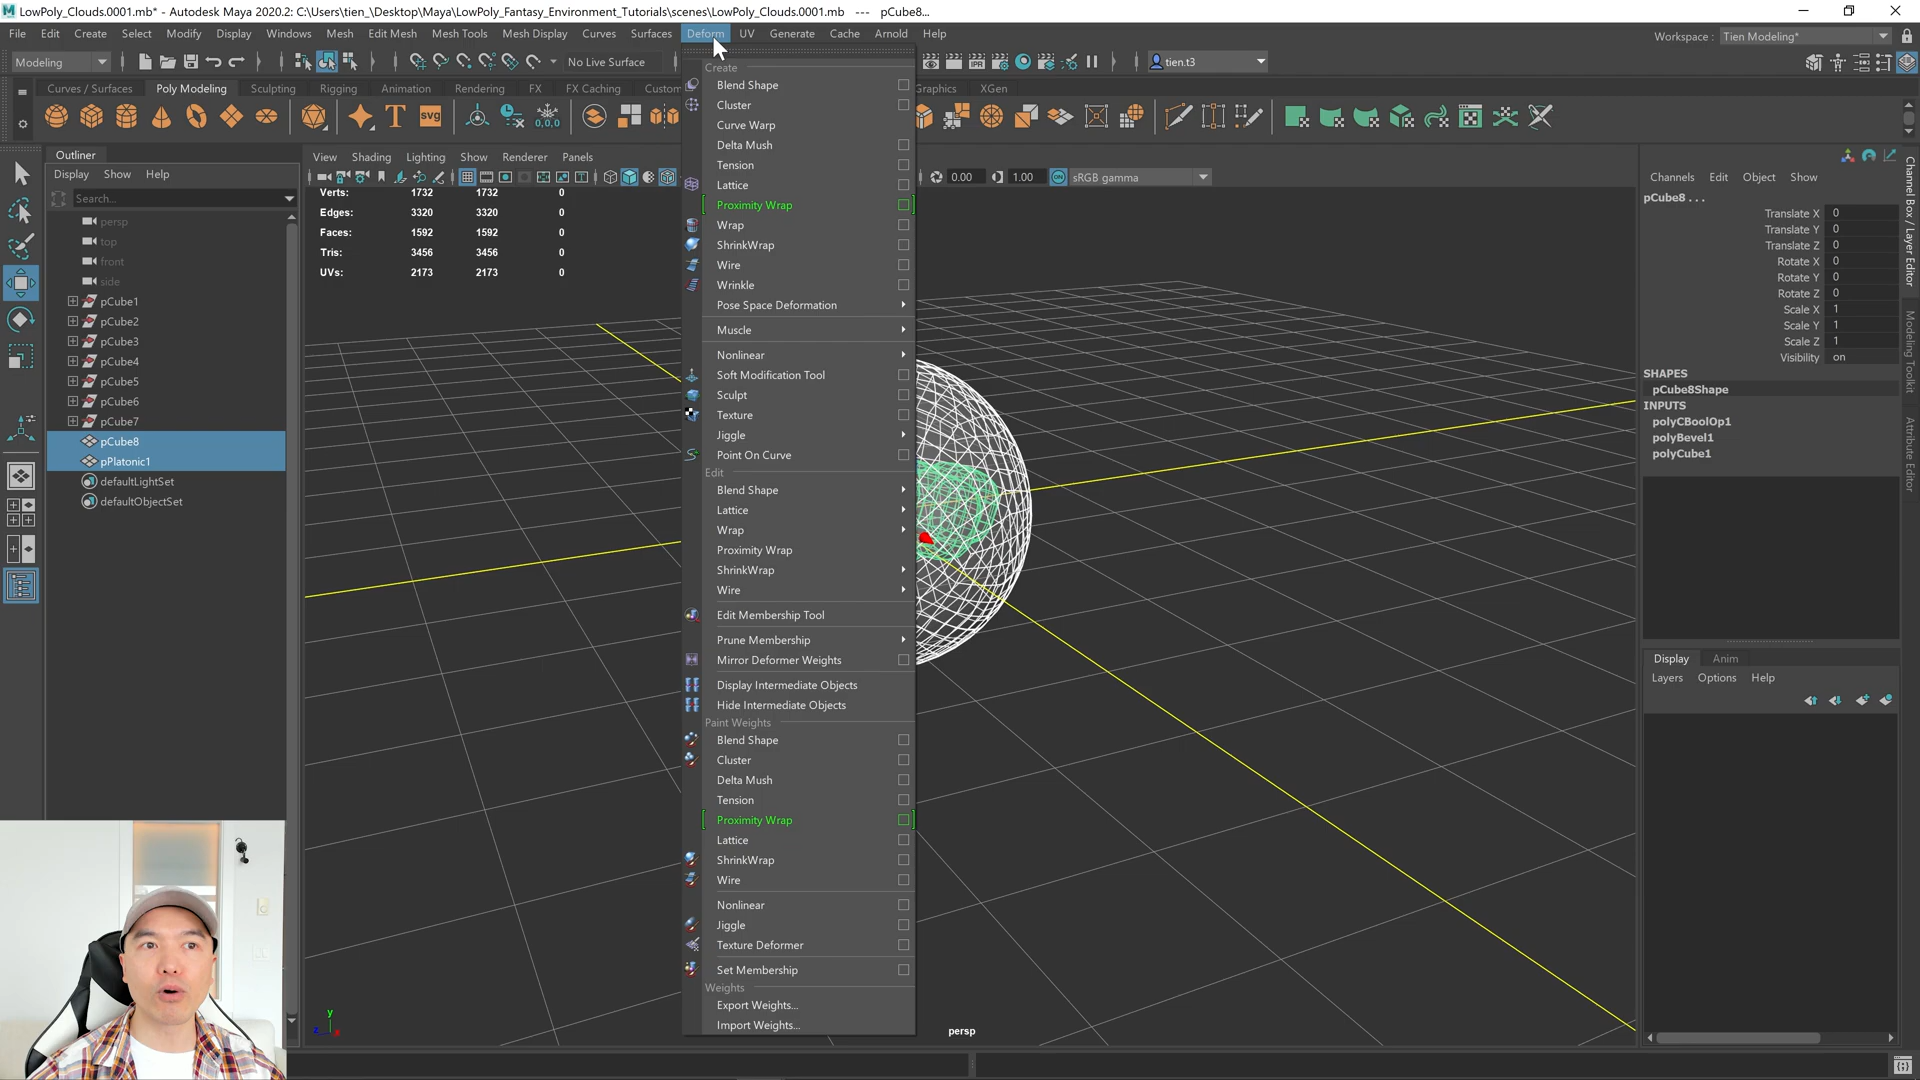 LowPoly_Clouds.0001.mb* - Autodesk Maya 2020.2: C:\Users\tien_\Desktop\Maya\LowPoly_Fantasy_Environment_Tutorials\scenes\LowPoly_Clouds.0001.mb --- pCube8...
File Edit Create Select Modify Display Windows Mesh Edit Mesh Mesh Tools Mesh Display Curves Surfaces Deform UV Generate Cache Arnold Help
Workspace : Tien Modeling*
Modeling No Live Surface tien.t3
Curves / Surfaces Poly Modeling Sculpting Rigging Animation Rendering FX FX Caching Custom Graphics XGen
Outliner
Display Show Help
Search...
persp
top
front
side
pCube1
pCube2
pCube3
pCube4
pCube5
pCube6
pCube7
pCube8
pPlatonic1
defaultLightSet
defaultObjectSet
View Shading Lighting Show Renderer Panels
0.00 1.00 sRGB gamma
Verts: 1732 1732 0
Edges: 3320 3320 0
Faces: 1592 1592 0
Tris: 3456 3456 0
UVs: 2173 2173 0
Create
Blend Shape
Cluster
Curve Warp
Delta Mush
Tension
Lattice
Proximity Wrap
Wrap
ShrinkWrap
Wire
Wrinkle
Pose Space Deformation
Muscle
Nonlinear
Soft Modification Tool
Sculpt
Texture
Jiggle
Point On Curve
Edit
Blend Shape
Lattice
Wrap
Proximity Wrap
ShrinkWrap
Wire
Edit Membership Tool
Prune Membership
Mirror Deformer Weights
Display Intermediate Objects
Hide Intermediate Objects
Paint Weights
Blend Shape
Cluster
Delta Mush
Tension
Proximity Wrap
Lattice
ShrinkWrap
Wire
Nonlinear
Jiggle
Texture Deformer
Set Membership
Weights
Export Weights...
Import Weights...
persp
y
z x
Channels Edit Object Show
pCube8 . . .
Translate X 0
Translate Y 0
Translate Z 0
Rotate X 0
Rotate Y 0
Rotate Z 0
Scale X 1
Scale Y 1
Scale Z 1
Visibility on
SHAPES
pCube8Shape
INPUTS
polyCBoolOp1
polyBevel1
polyCube1
Display Anim
Layers Options Help
Channel Box / Layer Editor
Modeling Toolkit
Attribute Editor
T
SVG
0,0,0
IPR